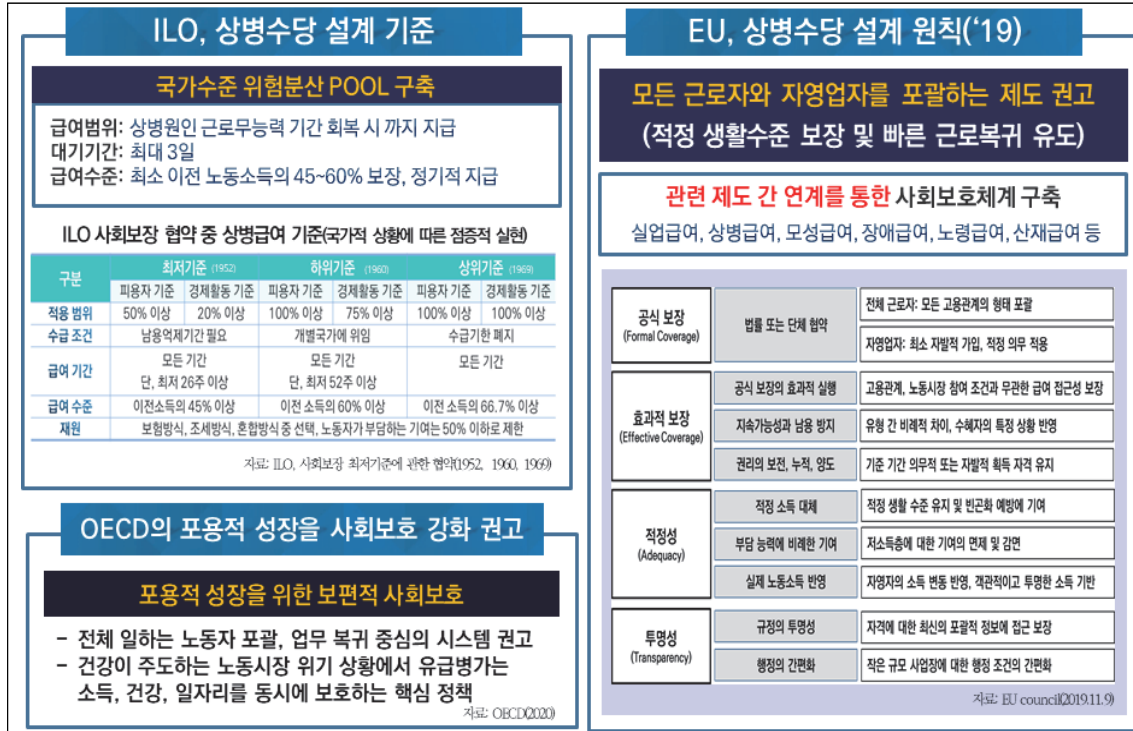 ILO, 상병수당 설계 기준
국가수준 위험분산 POOL 구축
급여범위: 상병원인 근로무능력 기간 회복 시 까지 지급
대기기간: 최대 3일
급여수준: 최소 이전 노동소득의 45~60% 보장, 정기적 지급
ILO 사회보장 협약 중 상병급여 기준(국가적 상황에 따른 점증적 실현)
구분 최저기준 (1952) 하위기준 (1960) 상위기준 (1969)
피용자 기준 경제활동 기준 피용자 기준 경제활동 기준 피용자 기준 경제활동 기준
적용 범위 50% 이상 20% 이상 100% 이상 75% 이상 100% 이상 100% 이상
수급 조건 남용억제기간 필요 개별국가에 위임 수급기한 폐지
급여 기간 모든 기간 모든 기간 모든 기간
단, 최저 26주 이상 단, 최저 52주 이상
급여 수준 이전소득의 45% 이상 이전 소득의 60% 이상 이전 소득의 66.7% 이상
재원 보험방식, 조세방식, 혼합방식 중 선택, 노동자가 부담하는 기여는 50% 이하로 제한
자료: ILO, 사회보장 최저기준에 관한 협약(1952, 1960, 1969)
OECD의 포용적 성장을 사회보호 강화 권고
포용적 성장을 위한 보편적 사회보호
- 전체 일하는 노동자 포괄, 업무 복귀 중심의 시스템 권고
- 건강이 주도하는 노동시장 위기 상황에서 유급병가는
소득, 건강, 일자리를 동시에 보호하는 핵심 정책
자료: OECD(2020)
EU, 상병수당 설계 원칙('19)
모든 근로자와 자영업자를 포괄하는 제도 권고
(적정 생활수준 보장 및 빠른 근로복귀 유도)
관련 제도 간 연계를 통한 사회보호체계 구축
실업급여, 상병급여, 모성급여, 장애급여, 노령급여, 산재급여 등
공식 보장
(Formal Coverage)
법률 또는 단체 협약
전체 근로자: 모든 고용관계의 형태 포괄
자영업자: 최소 자발적 가입, 적정 의무 적용
효과적 보장
(Effective Coverage)
공식 보장의 효과적 실행
고용관계, 노동시장 참여 조건과 무관한 급여 접근성 보장
지속가능성과 남용 방지
유형 간 비례적 차이, 수혜자의 특정 상황 반영
권리의 보전, 누적, 양도
기준 기간 의무적 또는 자발적 획득 자격 유지
적정성
(Adequacy)
적정 소득 대체
적정 생활 수준 유지 및 빈곤화 예방에 기여
부담 능력에 비례한 기여
저소득층에 대한 기여의 면제 및 감면
실제 노동소득 반영
자영자의 소득 변동 반영, 객관적이고 투명한 소득 기반
투명성
(Transparency)
규정의 투명성
자격에 대한 최신의 포괄적 정보에 접근 보장
행정의 간편화
작은 규모 사업장에 대한 행정 조건의 간편화
자료: EU council(2019.11.9)